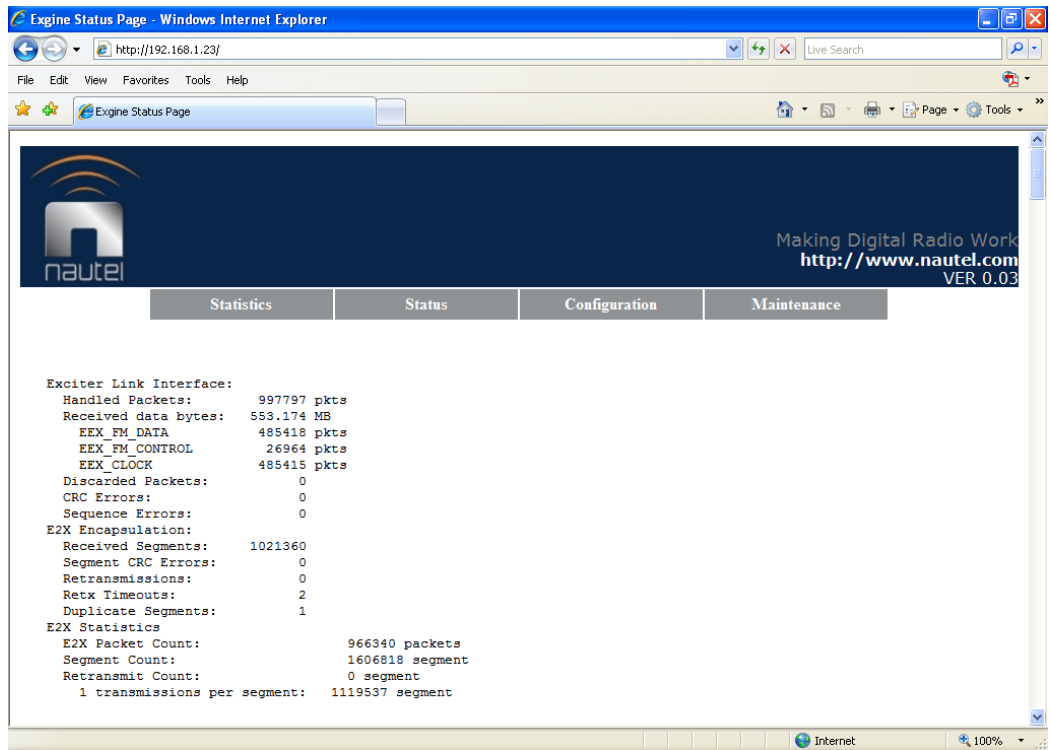 Exgine Status Page - Windows Internet Explorer
http://192.168.1.23/
Live Search
File Edit View Favorites Tools Help
Exgine Status Page
Page Tools »
nautel
Making Digital Radio Work
http://www.nautel.com
VER 0.03
Statistics Status Configuration Maintenance
Exciter Link Interface:
Handled Packets: 997797 pkts
Received data bytes: 553.174 MB
EEX_FM_DATA 485418 pkts
EEX_FM_CONTROL 26964 pkts
EEX_CLOCK 485415 pkts
Discarded Packets: 0
CRC Errors: 0
Sequence Errors: 0
E2X Encapsulation:
Received Segments: 1021360
Segment CRC Errors: 0
Retransmissions: 0
Retx Timeouts: 2
Duplicate Segments: 1
E2X Statistics
E2X Packet Count: 966340 packets
Segment Count: 1606818 segment
Retransmit Count: 0 segment
1 transmissions per segment: 1119537 segment
Internet 100%